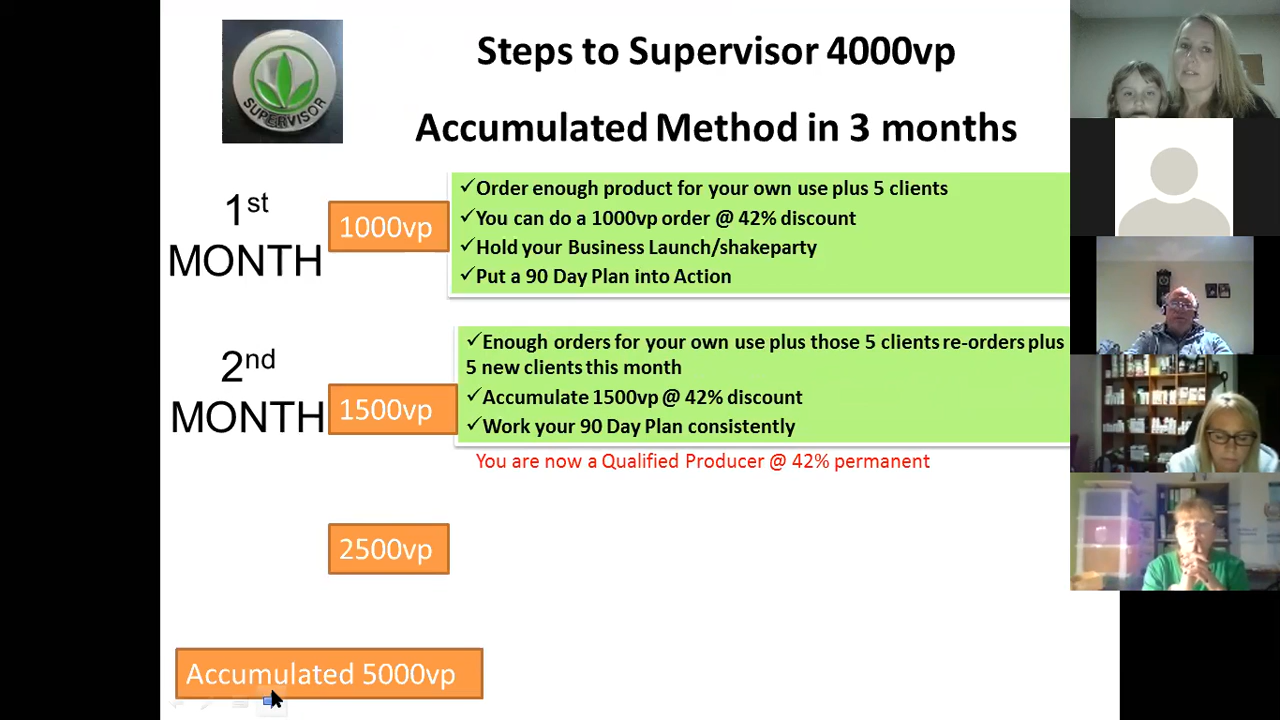 Steps to Supervisor 4000vp
Accumulated Method in 3 months
SUPERVISOR
1st
MONTH
1000vp
✓Order enough product for your own use plus 5 clients
✓You can do a 1000vp order @ 42% discount
✓Hold your Business Launch/shakeparty
✓Put a 90 Day Plan into Action
2nd
MONTH
1500vp
✓Enough orders for your own use plus those 5 clients re-orders plus
5 new clients this month
✓Accumulate 1500vp @ 42% discount
✓Work your 90 Day Plan consistently
You are now a Qualified Producer @ 42% permanent
2500vp
Accumulated 5000vp